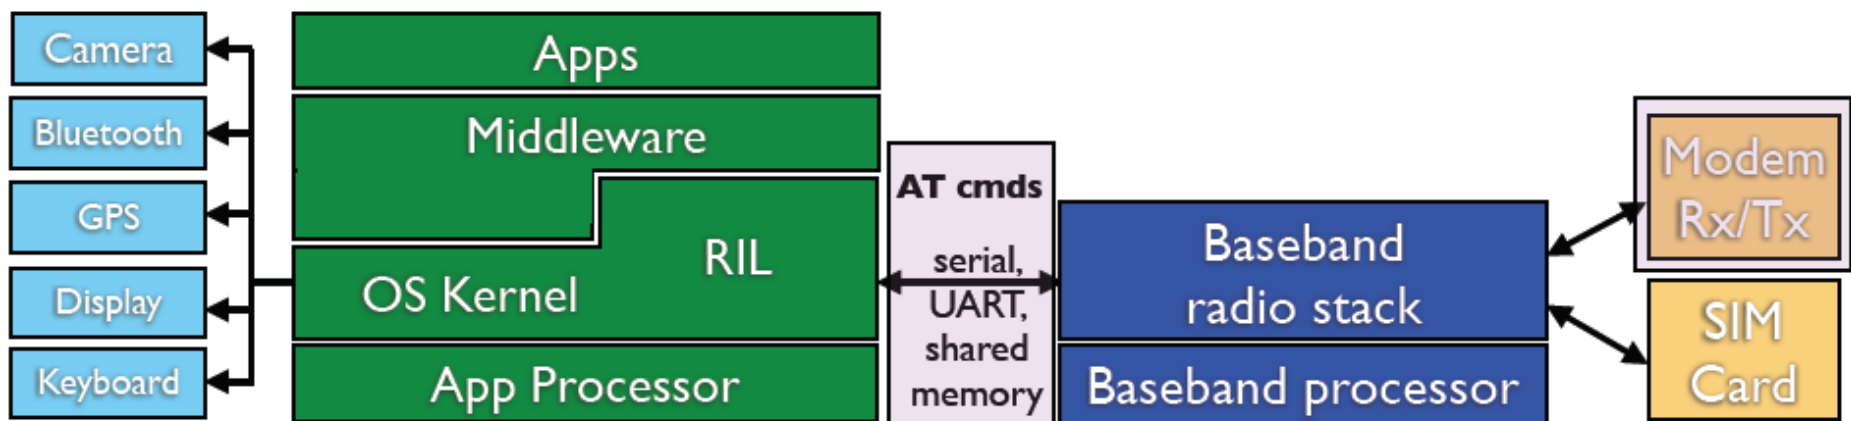 Camera
Bluetooth
GPS
Display
Keyboard
Apps
Middleware
RIL
OS Kernel
App Processor
AT cmds
serial,
UART,
shared
memory
Baseband
radio stack
Baseband processor
Modem
Rx/Tx
SIM
Card